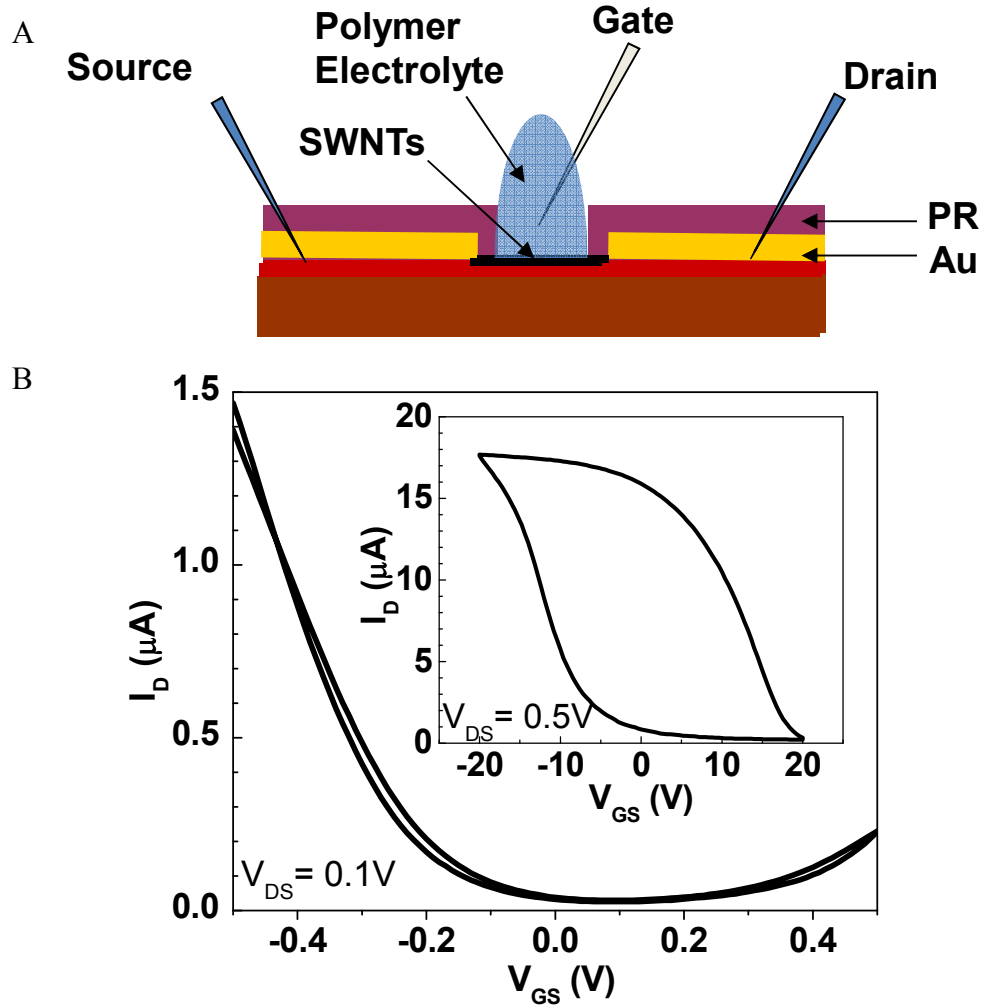 A
Polymer
Electrolyte
Gate
Source
Drain
SWNTs
PR
Au
B
1.5
1.0
0.5
0.0
I_D (μA)
-0.4
-0.2
0.0
0.2
0.4
V_GS (V)
V_DS = 0.1V
20
15
10
5
0
I_D (μA)
-20
-10
0
10
20
V_GS (V)
V_DS = 0.5V